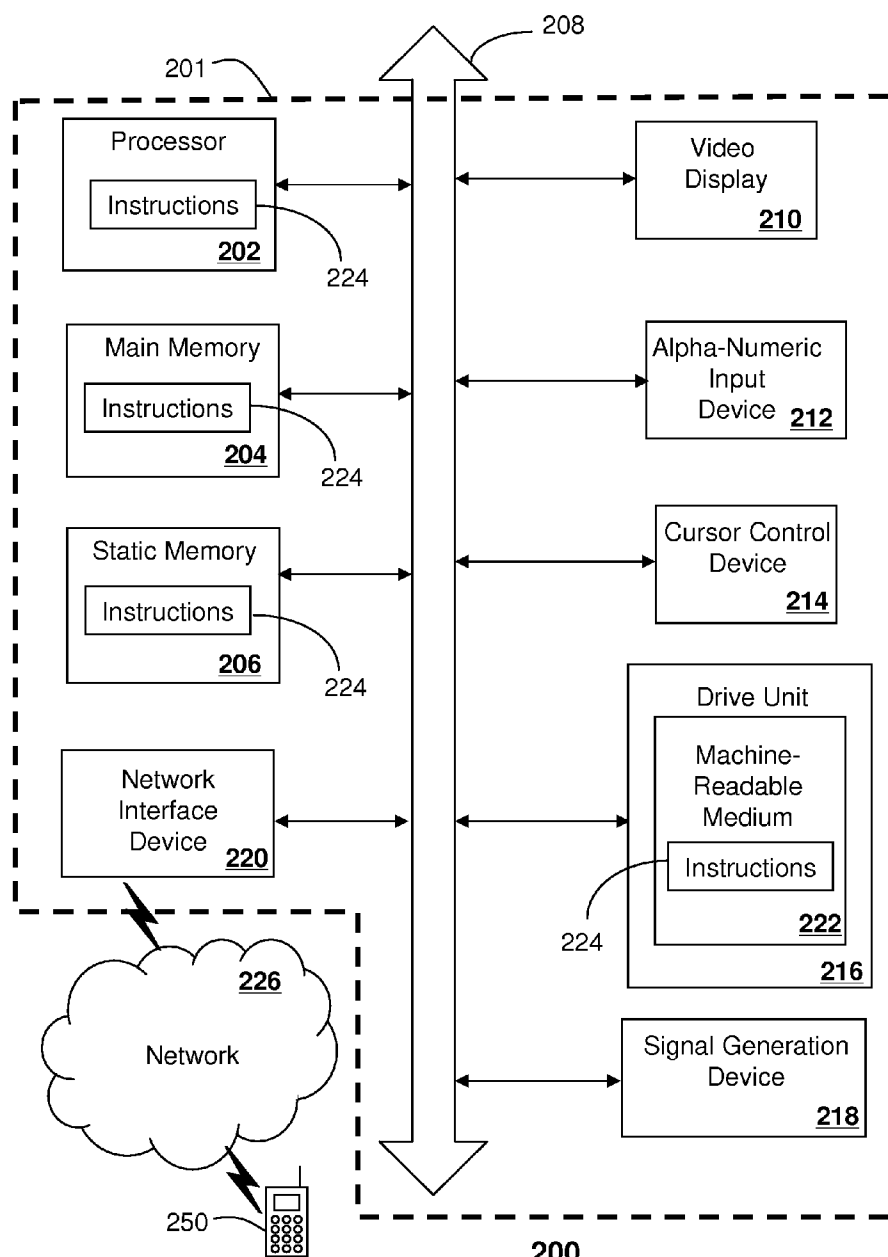 208
201
Processor
Instructions
202
224
Main Memory
Instructions
204
224
Static Memory
Instructions
206
224
Network
Interface
Device
220
226
Network
250
Video
Display
210
Alpha-Numeric
Input
Device
212
Cursor Control
Device
214
Drive Unit
Machine-
Readable
Medium
Instructions
224
222
216
Signal Generation
Device
218
200